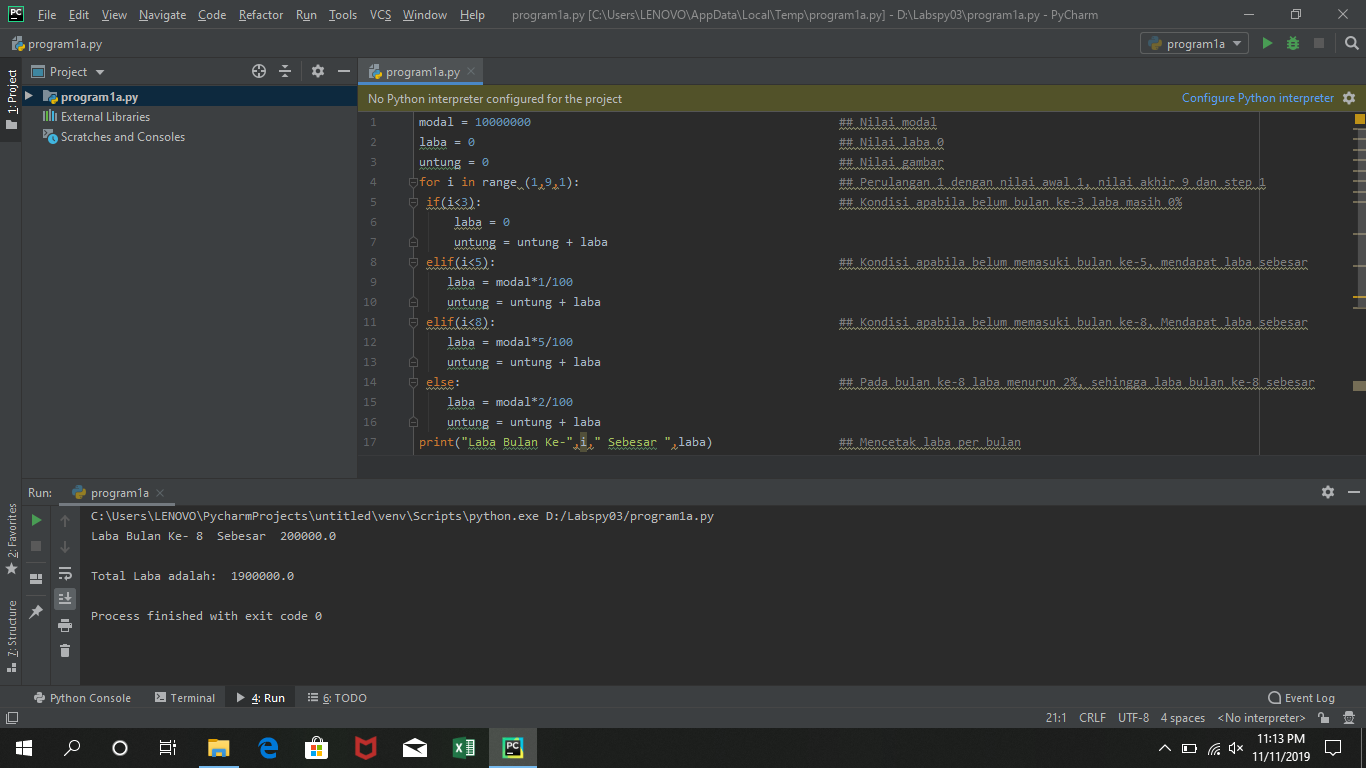 File Edit View Navigate Code Refactor Run Tools VCS Window Help program1a.py [C:\Users\LENOVO\AppData\Local\Temp\program1a.py] - D:\Labspy03\program1a.py - PyCharm
program1a.py program1a
1: Project
Project
program1a.py
External Libraries
Scratches and Consoles
program1a.py
No Python interpreter configured for the project Configure Python interpreter
1 modal = 10000000 ## Nilai modal
2 laba = 0 ## Nilai laba 0
3 untung = 0 ## Nilai gambar
4 for i in range (1,9,1): ## Perulangan 1 dengan nilai awal 1, nilai akhir 9 dan step 1
5 if(i<3): ## Kondisi apabila belum bulan ke-3 laba masih 0%
6 laba = 0
7 untung = untung + laba
8 elif(i<5): ## Kondisi apabila belum memasuki bulan ke-5, mendapat laba sebesar
9 laba = modal*1/100
10 untung = untung + laba
11 elif(i<8): ## Kondisi apabila belum memasuki bulan ke-8, Mendapat laba sebesar
12 laba = modal*5/100
13 untung = untung + laba
14 else: ## Pada bulan ke-8 laba menurun 2%, sehingga laba bulan ke-8 sebesar
15 laba = modal*2/100
16 untung = untung + laba
17 print("Laba Bulan Ke-",i," Sebesar ",laba) ## Mencetak laba per bulan
Run: program1a
C:\Users\LENOVO\PycharmProjects\untitled\venv\Scripts\python.exe D:/Labspy03/program1a.py
Laba Bulan Ke- 8  Sebesar  200000.0
Total Laba adalah:  1900000.0
Process finished with exit code 0
2: Favorites
7: Structure
Python Console Terminal 4: Run 6: TODO Event Log
21:1 CRLF UTF-8 4 spaces <No interpreter>
PC
11:13 PM
11/11/2019